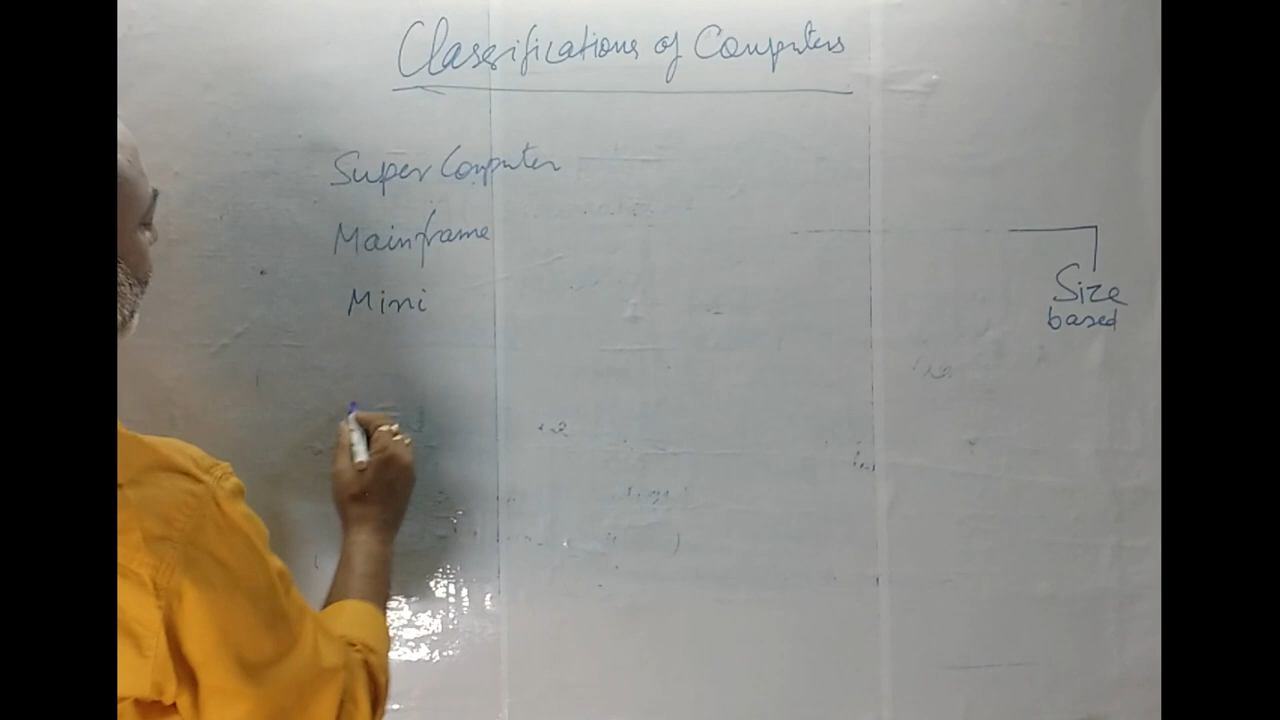 Classifications of Computers
Super Computer
Mainframe
Mini
Size
based